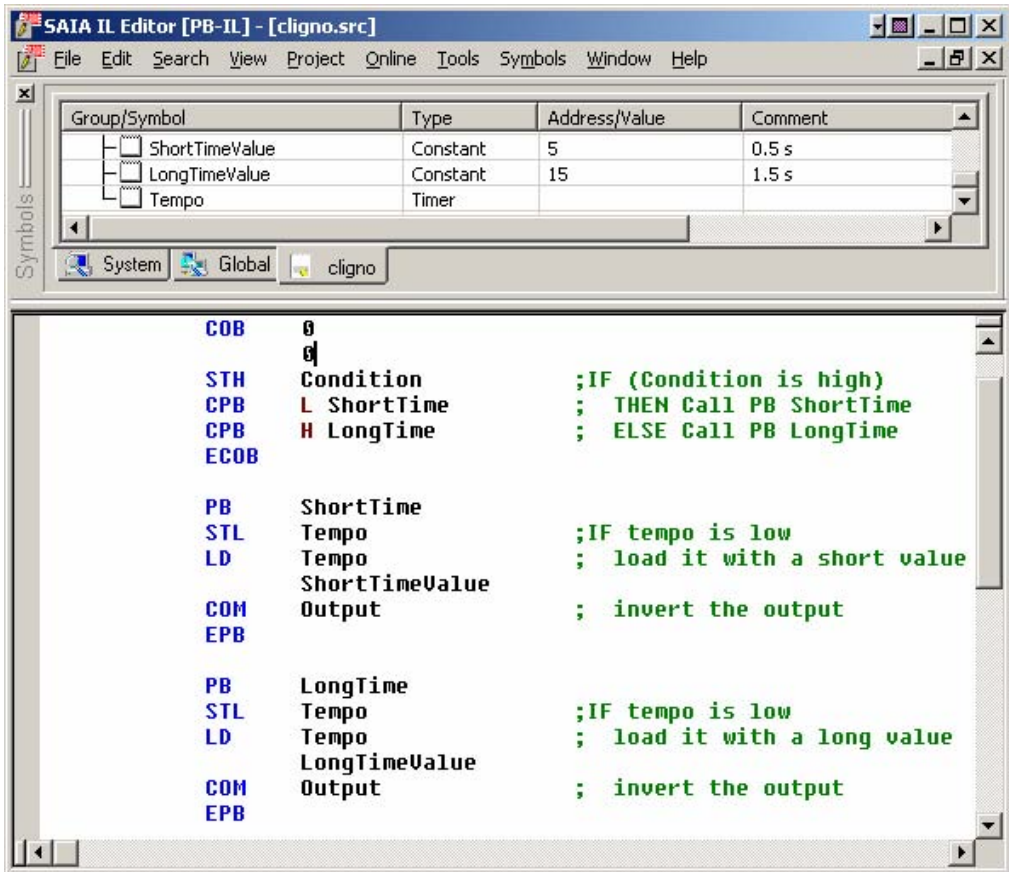 SAIA IL Editor [PB-IL] - [cligno.src]
File Edit Search View Project Online Tools Symbols Window Help
Group/Symbol Type Address/Value Comment
ShortTimeValue Constant 5 0.5 s
LongTimeValue Constant 15 1.5 s
Tempo Timer
Symbols
System Global cligno
COB 0
0
STH Condition ;IF (Condition is high)
CPB L ShortTime ; THEN Call PB ShortTime
CPB H LongTime ; ELSE Call PB LongTime
ECOB
PB ShortTime
STL Tempo ;IF tempo is low
LD Tempo ; load it with a short value
ShortTimeValue
COM Output ; invert the output
EPB
PB LongTime
STL Tempo ;IF tempo is low
LD Tempo ; load it with a long value
LongTimeValue
COM Output ; invert the output
EPB